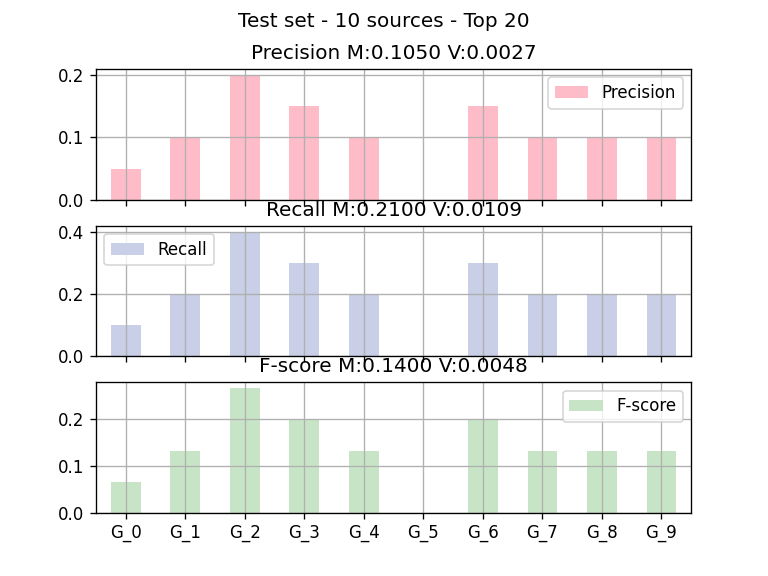 Test set - 10 sources - Top 20
Precision M:0.1050 V:0.0027
0.2
0.1
0.0
Precision
Recall M:0.2100 V:0.0109
0.4
0.2
0.0
Recall
F-score M:0.1400 V:0.0048
0.2
0.1
0.0
F-score
G_0 G_1 G_2 G_3 G_4 G_5 G_6 G_7 G_8 G_9